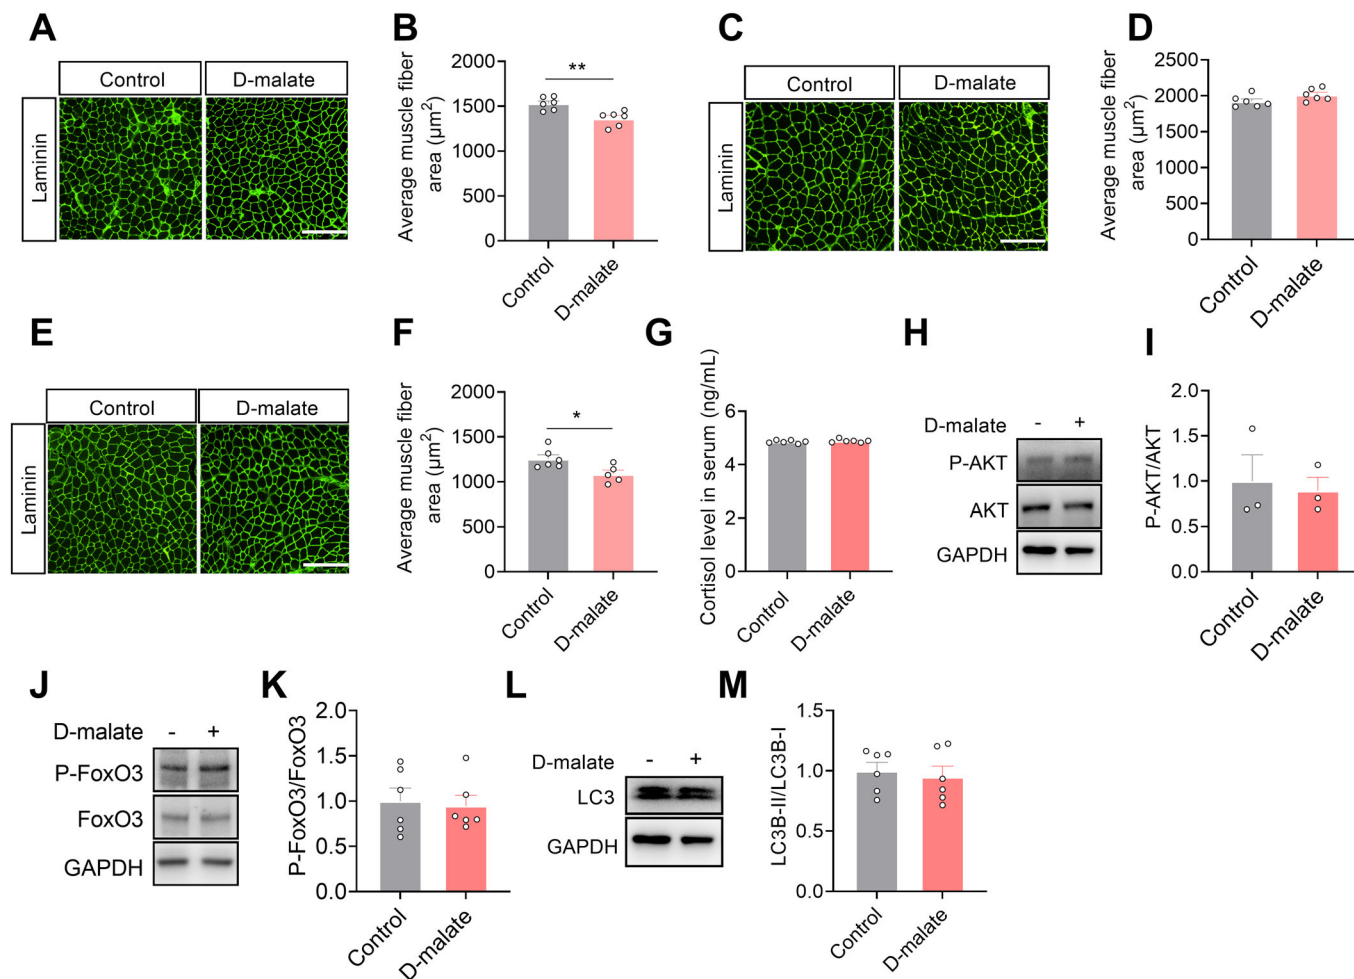 A
Control
D-malate
Laminin
B
Average muscle fiber
area (µm²)
2000
1500
1000
500
0
**
Control
D-malate
C
Control
D-malate
Laminin
D
Average muscle fiber
area (µm²)
2500
2000
1500
1000
500
0
Control
D-malate
E
Control
D-malate
Laminin
F
Average muscle fiber
area (µm²)
2000
1500
1000
500
0
*
Control
D-malate
G
Cortisol level in serum (ng/mL)
6
4
2
0
Control
D-malate
H
D-malate - +
P-AKT
AKT
GAPDH
I
P-AKT/AKT
2.0
1.5
1.0
0.5
0.0
Control
D-malate
J
D-malate - +
P-FoxO3
FoxO3
GAPDH
K
P-FoxO3/FoxO3
2.0
1.5
1.0
0.5
0.0
Control
D-malate
L
D-malate - +
LC3
GAPDH
M
LC3B-II/LC3B-I
1.5
1.0
0.5
0.0
Control
D-malate